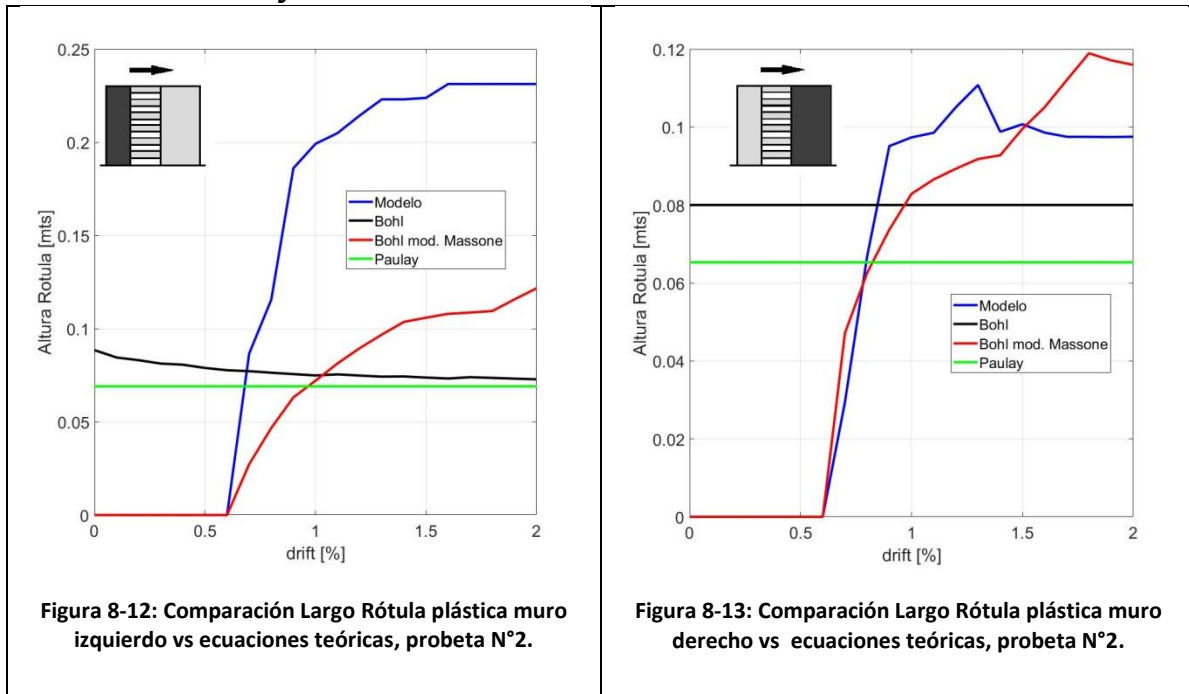 0.25
0.2
0.15
0.1
0.05
0
Altura Rotula [mts]
Modelo
Bohl
Bohl mod. Massone
Paulay
0
0.5
1
1.5
2
drift [%]
Figura 8-12: Comparación Largo Rótula plástica muro
izquierdo vs ecuaciones teóricas, probeta N°2.
0.12
0.1
0.08
0.06
0.04
0.02
0
Altura Rotula [mts]
Modelo
Bohl
Bohl mod. Massone
Paulay
0
0.5
1
1.5
2
drift [%]
Figura 8-13: Comparación Largo Rótula plástica muro
derecho vs ecuaciones teóricas, probeta N°2.